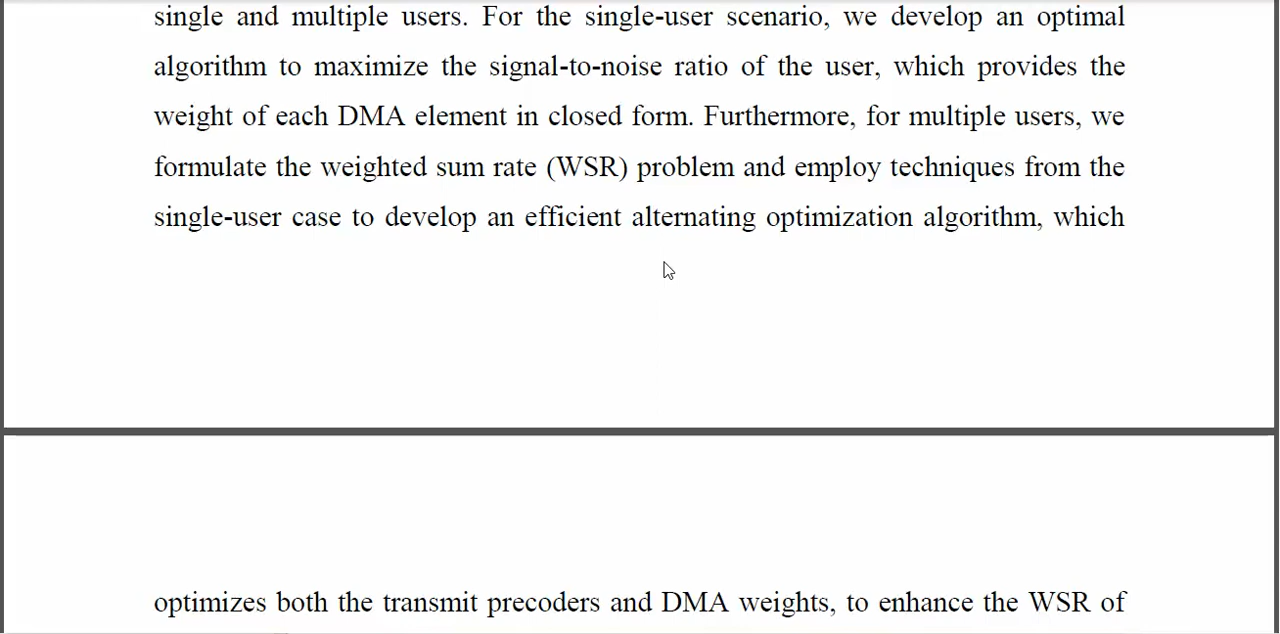 single and multiple users. For the single-user scenario, we develop an optimal
algorithm to maximize the signal-to-noise ratio of the user, which provides the
weight of each DMA element in closed form. Furthermore, for multiple users, we
formulate the weighted sum rate (WSR) problem and employ techniques from the
single-user case to develop an efficient alternating optimization algorithm, which
optimizes both the transmit precoders and DMA weights, to enhance the WSR of